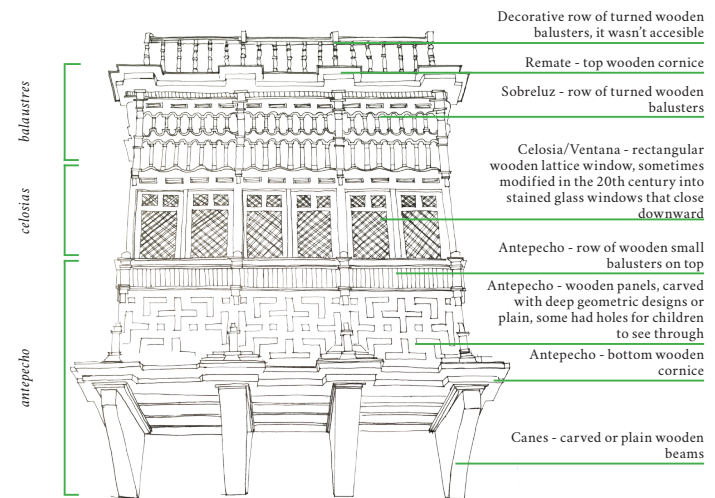 Decorative row of turned wooden
balusters, it wasn’t accesible
Remate - top wooden cornice
Sobreluz - row of turned wooden
balusters
Celosia/Ventana - rectangular
wooden lattice window, sometimes
modified in the 20th century into
stained glass windows that close
downward
Antepecho - row of wooden small
balusters on top
Antepecho - wooden panels, carved
with deep geometric designs or
plain, some had holes for children
to see through
Antepecho - bottom wooden
cornice
Canes - carved or plain wooden
beams
balaustres
celosias
antepecho